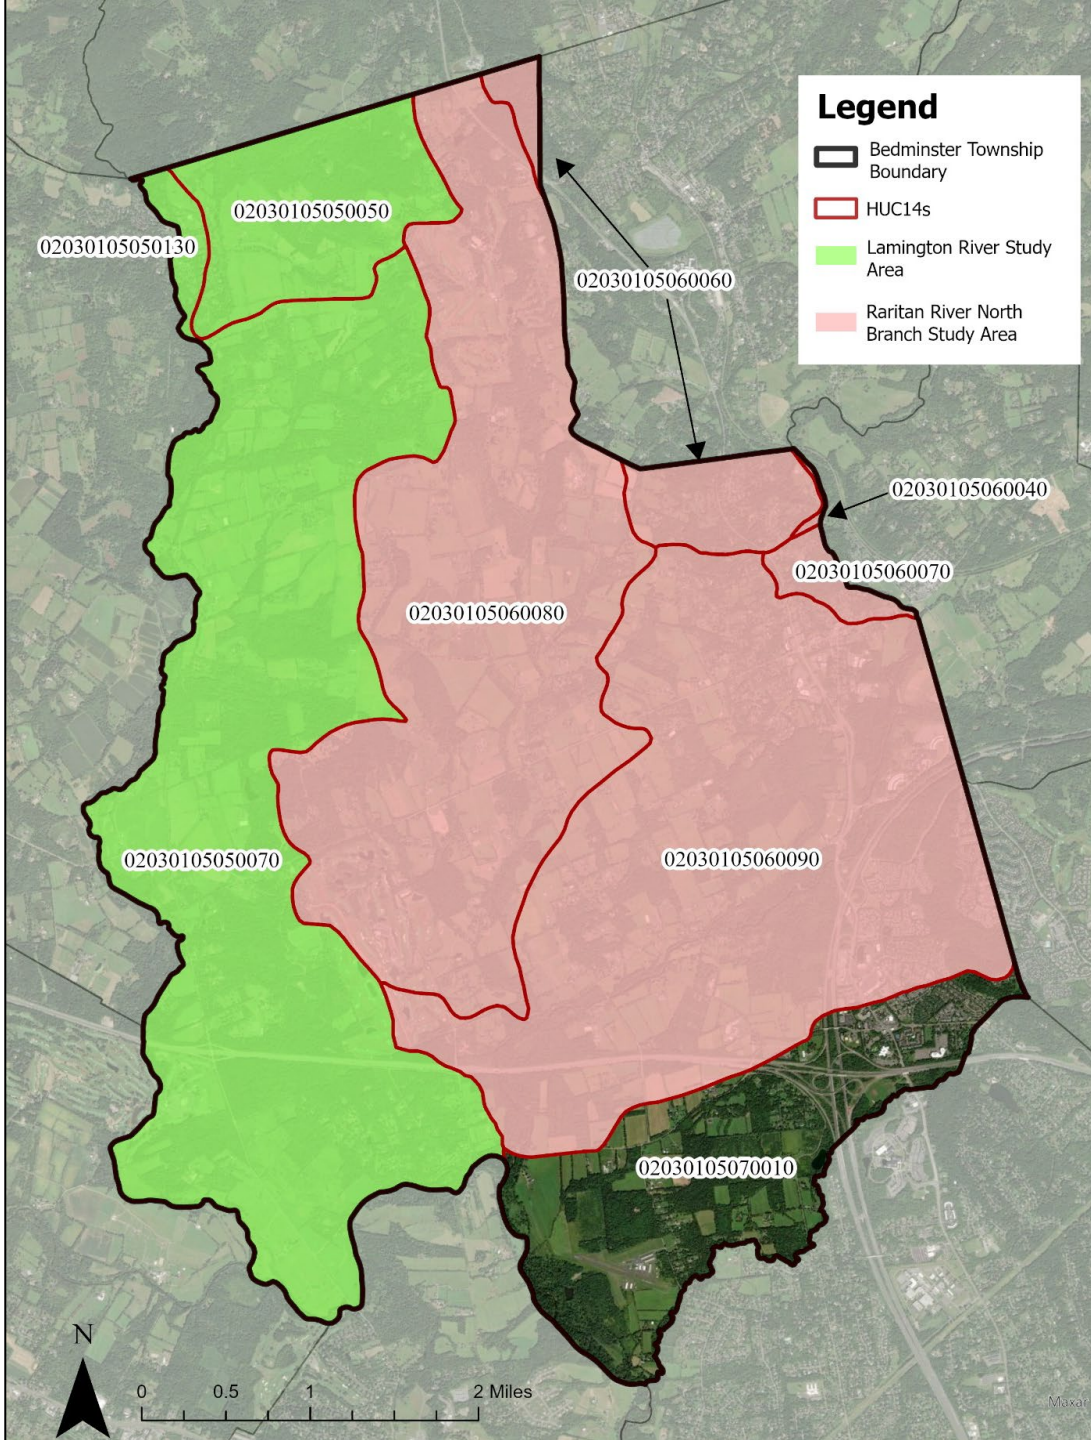 Legend
Bedminster Township
Boundary
HUC14s
Lamington River Study
Area
Raritan River North
Branch Study Area
02030105050050
02030105050130
02030105060060
02030105060040
02030105060070
02030105060080
02030105060090
02030105050070
02030105070010
N
0 0.5 1 2 Miles
Maxar